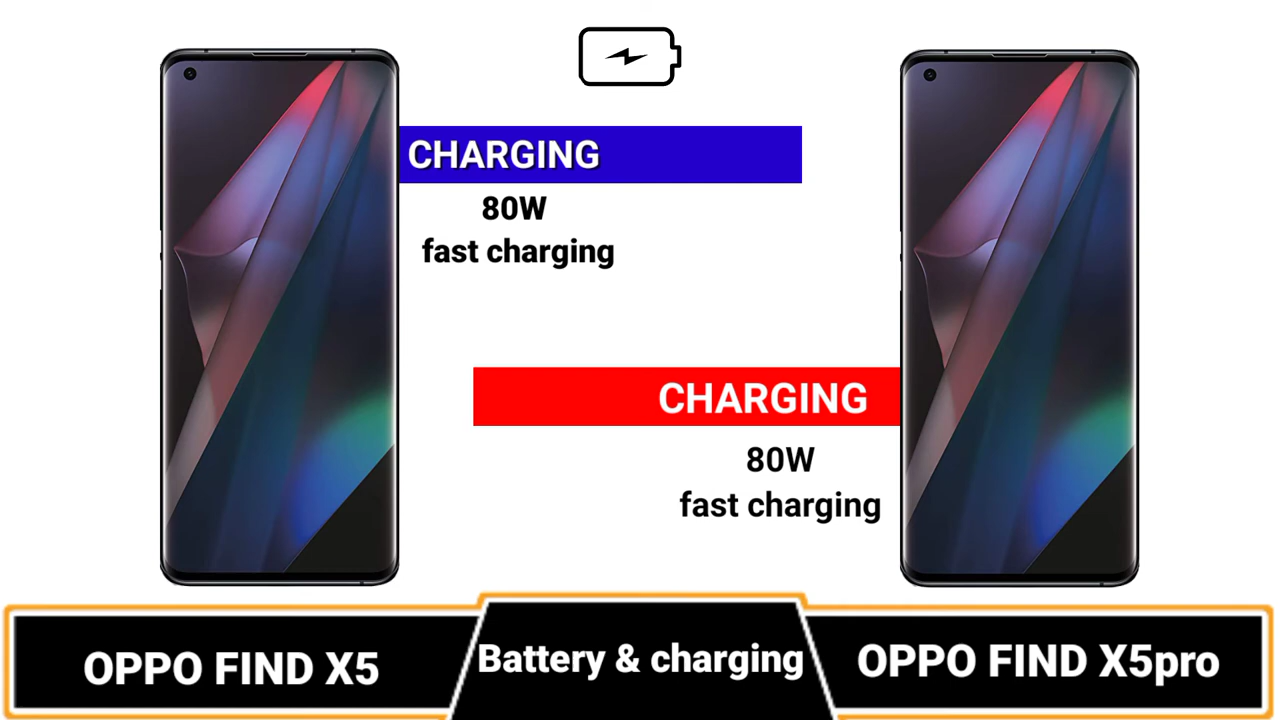 CHARGING
80W
fast charging
CHARGING
80W
fast charging
OPPO FIND X5
Battery & charging
OPPO FIND X5pro